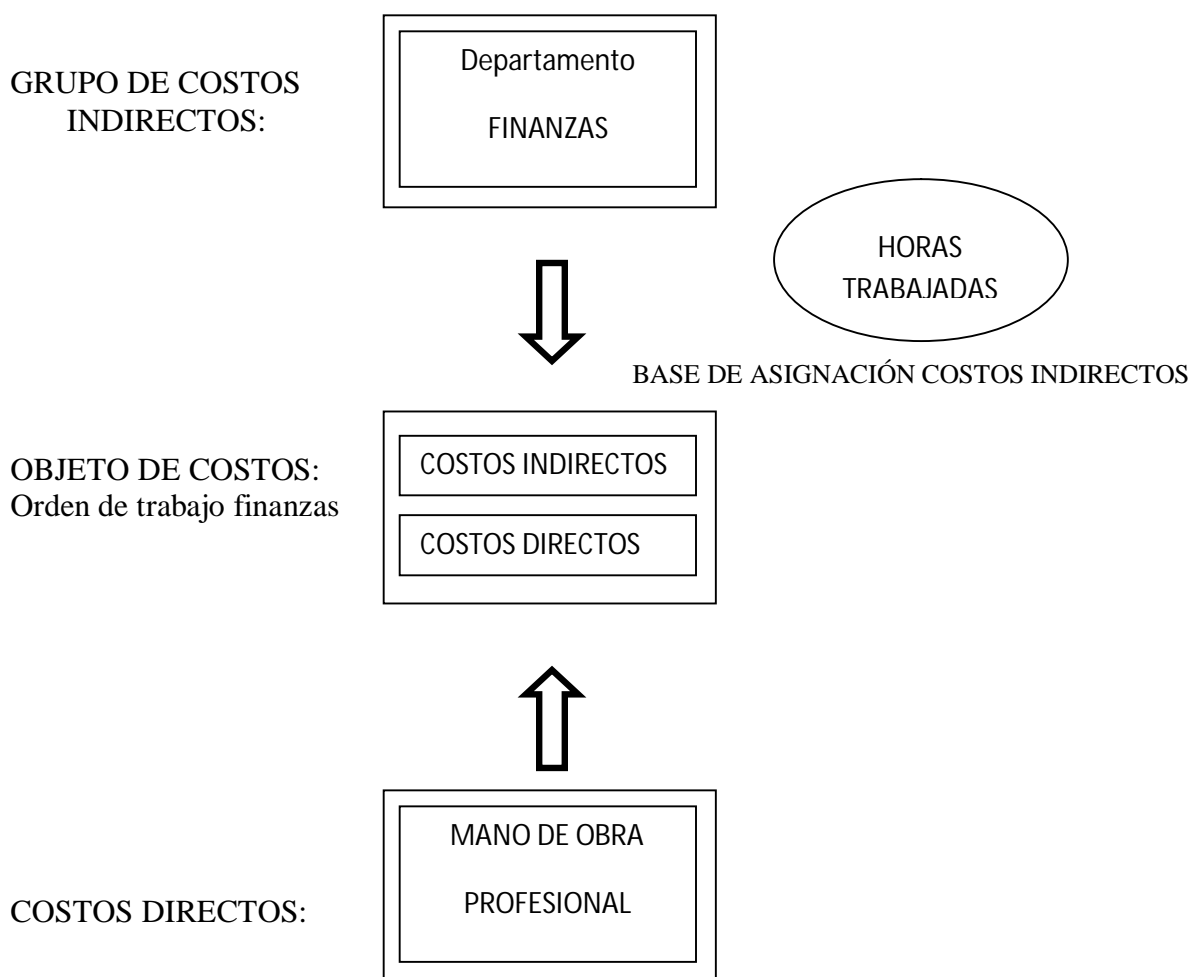 GRUPO DE COSTOS
INDIRECTOS:
Departamento
FINANZAS
HORAS
TRABAJADAS
BASE DE ASIGNACIÓN COSTOS INDIRECTOS
OBJETO DE COSTOS:
Orden de trabajo finanzas
COSTOS INDIRECTOS
COSTOS DIRECTOS
COSTOS DIRECTOS:
MANO DE OBRA
PROFESIONAL